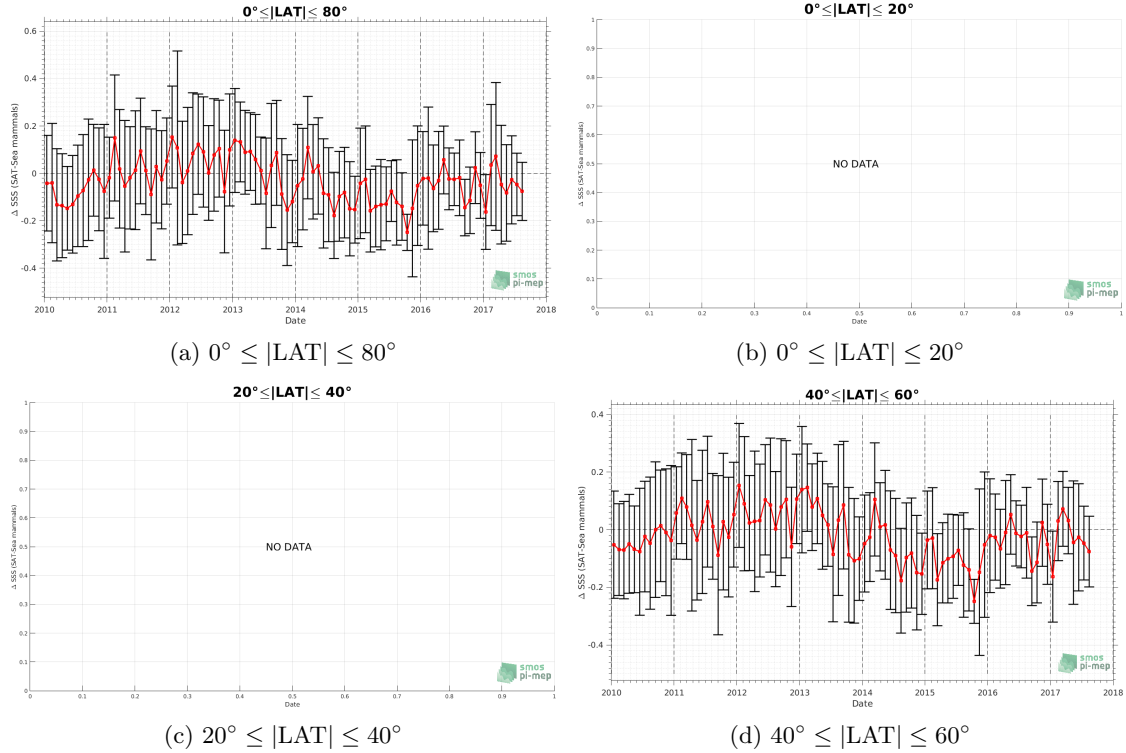 0°≤|LAT|≤ 80°
Δ SSS (SAT-Sea mammals)
0.6
0.4
0.2
0
-0.2
-0.4
2010 2011 2012 2013 2014 2015 2016 2017 2018
Date
smos
pi-mep
(a) 0° ≤ |LAT| ≤ 80°
0°≤|LAT|≤ 20°
Δ SSS (SAT-Sea mammals)
1
0.9
0.8
0.7
0.6
0.5
0.4
0.3
0.2
0.1
0
NO DATA
0 0.1 0.2 0.3 0.4 0.5 0.6 0.7 0.8 0.9 1
Date
smos
pi-mep
(b) 0° ≤ |LAT| ≤ 20°
20°≤|LAT|≤ 40°
Δ SSS (SAT-Sea mammals)
1
0.9
0.8
0.7
0.6
0.5
0.4
0.3
0.2
0.1
0
NO DATA
0 0.1 0.2 0.3 0.4 0.5 0.6 0.7 0.8 0.9 1
Date
smos
pi-mep
(c) 20° ≤ |LAT| ≤ 40°
40°≤|LAT|≤ 60°
Δ SSS (SAT-Sea mammals)
0.4
0.2
0
-0.2
-0.4
2010 2011 2012 2013 2014 2015 2016 2017 2018
Date
smos
pi-mep
(d) 40° ≤ |LAT| ≤ 60°